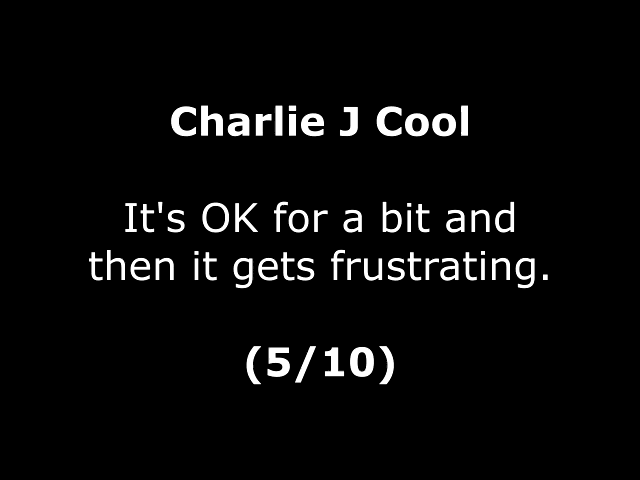 Charlie J Cool
It's OK for a bit and
then it gets frustrating.
(5/10)